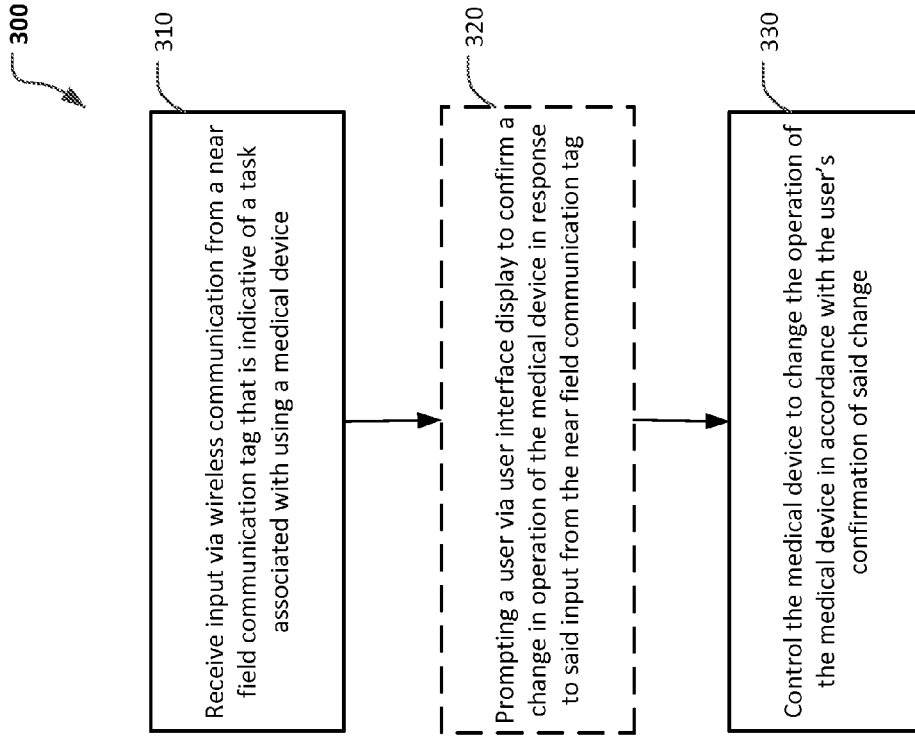 300
310
Receive input via wireless communication from a near
field communication tag that is indicative of a task
associated with using a medical device
320
Prompting a user via user interface display to confirm a
change in operation of the medical device in response
to said input from the near field communication tag
330
Control the medical device to change the operation of
the medical device in accordance with the user's
confirmation of said change